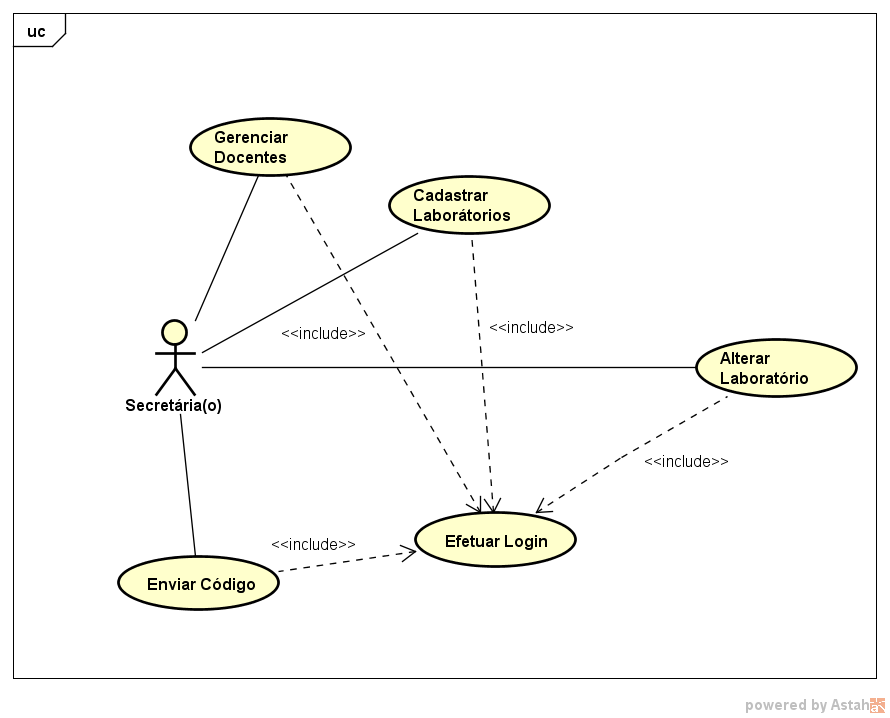 uc
Gerenciar
Docentes
Cadastrar
Laborátorios
<<include>>
<<include>>
Alterar
Laboratório
Secretária(o)
<<include>>
<<include>>
Efetuar Login
Enviar Código
powered by Astah